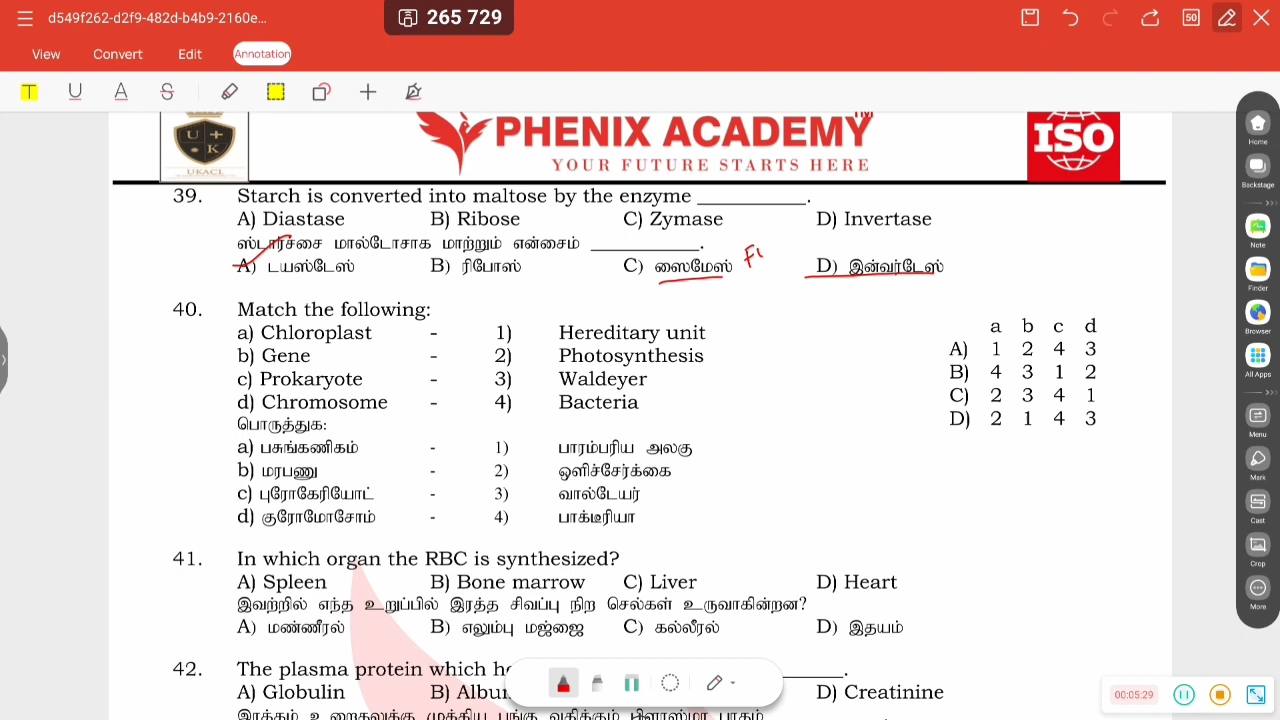 d549f262-d2f9-482d-b4b9-2160e...
265 729
50
View Convert Edit Annotation
T U A S
U + K
UKACL
PHENIX ACADEMY TM
YOUR FUTURE STARTS HERE
ISO
39. Starch is converted into maltose by the enzyme ___________.
A) Diastase B) Ribose C) Zymase D) Invertase
ஸ்டார்ச்சை மால்டோசாக மாற்றும் என்சைம் ___________.
A) டயஸ்டேஸ் B) ரிபோஸ் C) ஸைமேஸ் D) இன்வர்டேஸ்
40. Match the following:
a) Chloroplast - 1) Hereditary unit
b) Gene - 2) Photosynthesis
c) Prokaryote - 3) Waldeyer
d) Chromosome - 4) Bacteria
a b c d
A) 1 2 4 3
B) 4 3 1 2
C) 2 3 4 1
D) 2 1 4 3
பொருத்துக:
a) பசுங்கணிகம் - 1) பாரம்பரிய அலகு
b) மரபணு - 2) ஒளிச்சேர்க்கை
c) புரோகேரியோட் - 3) வால்டேயர்
d) குரோமோசோம் - 4) பாக்டீரியா
41. In which organ the RBC is synthesized?
A) Spleen B) Bone marrow C) Liver D) Heart
இவற்றில் எந்த உறுப்பில் இரத்த சிவப்பு நிற செல்கள் உருவாகின்றன?
A) மண்ணீரல் B) எலும்பு மஜ்ஜை C) கல்லீரல் D) இதயம்
42. The plasma protein which
A) Globulin B) D) Creatinine
Home
Backstage
Note
Finder
Browser
All Apps
Menu
Mark
Cast
Crop
More
00:05:29